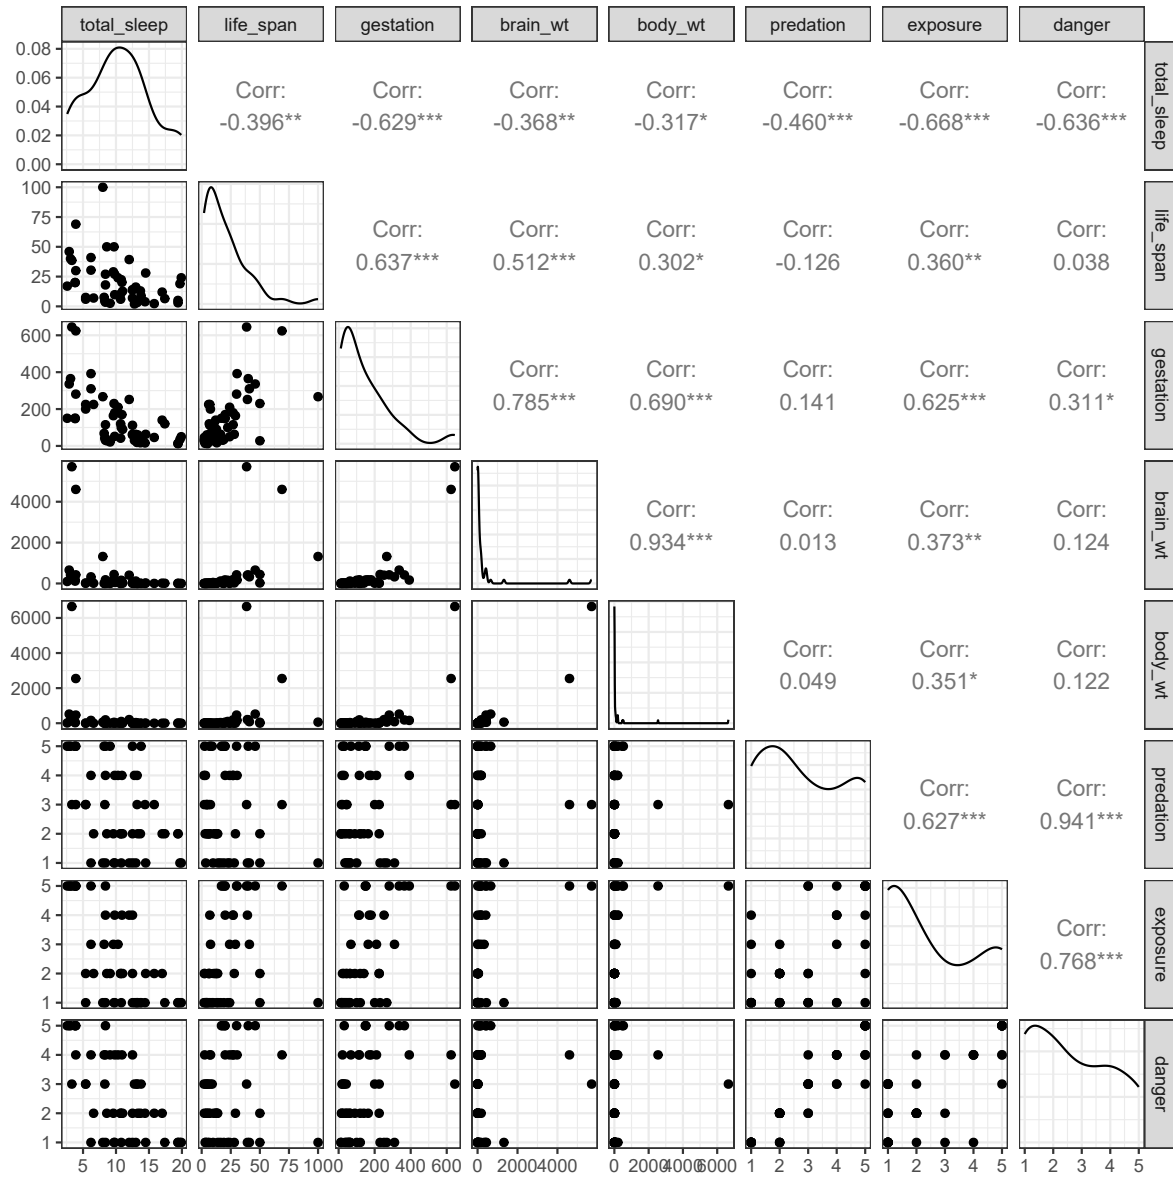 total_sleep life_span gestation brain_wt body_wt predation exposure danger
0.08
0.06
0.04
0.02
0.00
Corr: Corr: Corr: Corr: Corr: Corr: Corr:
-0.396** -0.629*** -0.368** -0.317* -0.460*** -0.668*** -0.636***
total_sleep
100
75
50
25
0
Corr: Corr: Corr: Corr: Corr: Corr:
0.637*** 0.512*** 0.302* -0.126 0.360** 0.038
life_span
600
400
200
0
Corr: Corr: Corr: Corr: Corr:
0.785*** 0.690*** 0.141 0.625*** 0.311*
gestation
4000
2000
0
Corr: Corr: Corr: Corr:
0.934*** 0.013 0.373** 0.124
brain_wt
6000
4000
2000
0
Corr: Corr: Corr:
0.049 0.351* 0.122
body_wt
5
4
3
2
1
Corr: Corr:
0.627*** 0.941***
predation
5
4
3
2
1
Corr:
0.768***
exposure
5
4
3
2
1
danger
5 10 15 20 0 25 50 75 100 0 200 400 600 0 2000 4000 0 2000 4000 6000 1 2 3 4 5 1 2 3 4 5 1 2 3 4 5